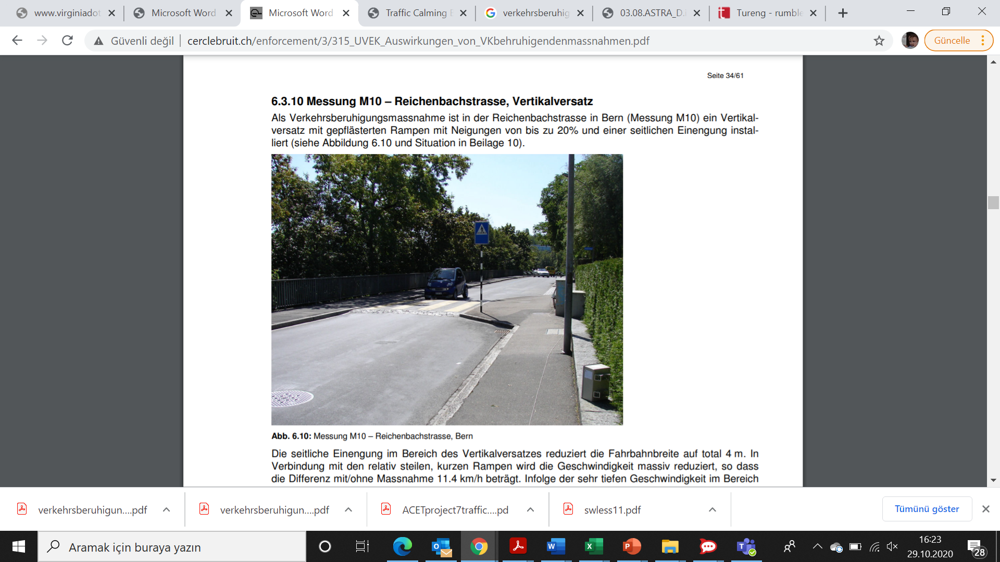 www.virginiadot
Microsoft Word
Microsoft Word
Traffic Calming E
verkehrsberuhig
03.08.ASTRA_D.i
Tureng - rumble
Güvenli değil
cerclebruit.ch/enforcement/3/315_UVEK_Auswirkungen_von_VKbehruhigendenmassnahmen.pdf
Güncelle
Seite 34/61
6.3.10 Messung M10 – Reichenbachstrasse, Vertikalversatz
Als Verkehrsberuhigungsmassnahme ist in der Reichenbachstrasse in Bern (Messung M10) ein Vertikal-
versatz mit gepflästerten Rampen mit Neigungen von bis zu 20% und einer seitlichen Einengung instal-
liert (siehe Abbildung 6.10 und Situation in Beilage 10).
Abb. 6.10: Messung M10 – Reichenbachstrasse, Bern
Die seitliche Einengung im Bereich des Vertikalversatzes reduziert die Fahrbahnbreite auf total 4 m. In
Verbindung mit den relativ steilen, kurzen Rampen wird die Geschwindigkeit massiv reduziert, so dass
die Differenz mit/ohne Massnahme 11.4 km/h beträgt. Infolge der sehr tiefen Geschwindigkeit im Bereich
verkehrsberuhigun....pdf
verkehrsberuhigun....pdf
ACETproject7traffic....pd
swless11.pdf
Tümünü göster
Aramak için buraya yazın
16:23
29.10.2020
28